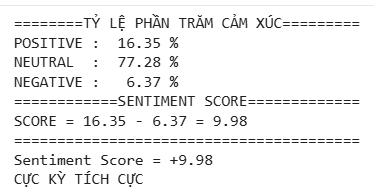 ========TỶ LỆ PHẦN TRĂM CẢM XÚC=========
POSITIVE :  16.35 %
NEUTRAL  :  77.28 %
NEGATIVE :   6.37 %
============SENTIMENT SCORE=============
SCORE = 16.35 - 6.37 = 9.98
========================================
Sentiment Score = +9.98
CỰC KỲ TÍCH CỰC